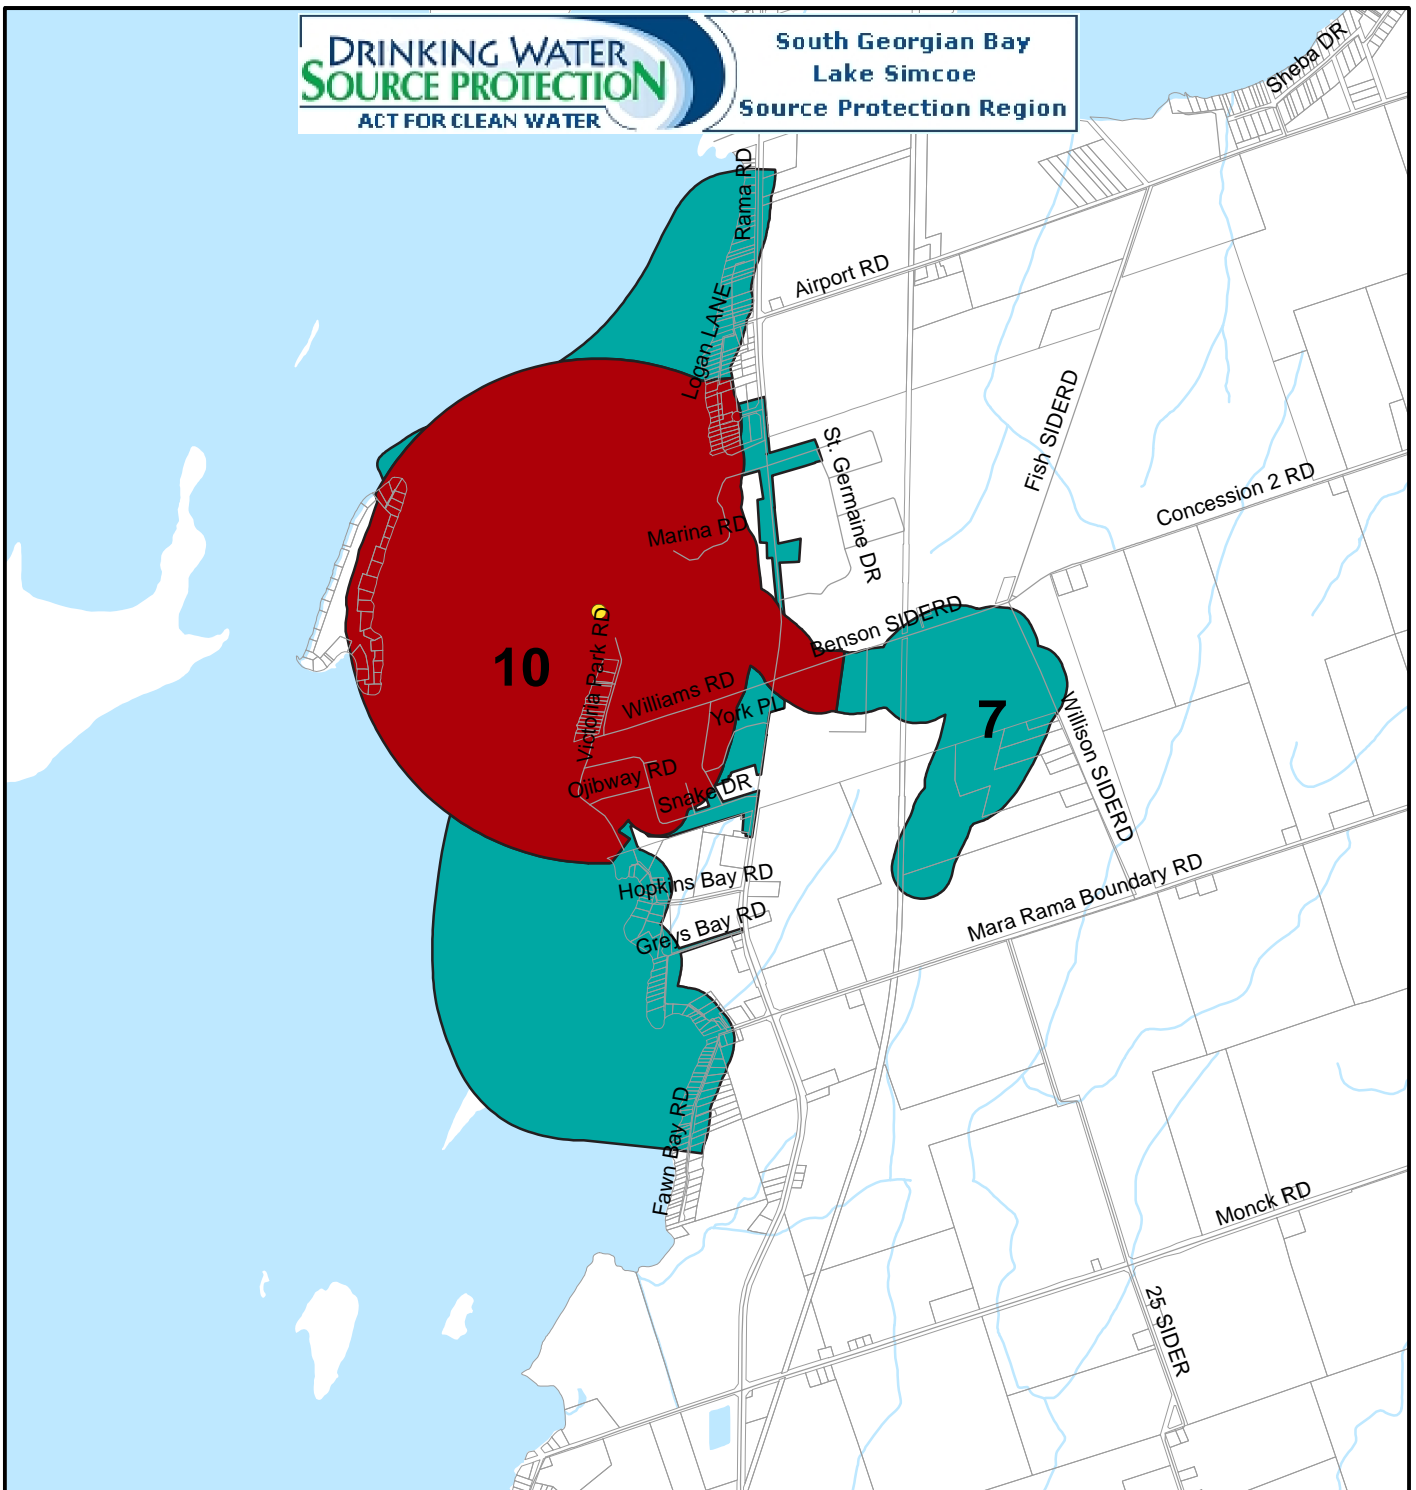 DRINKING WATER
SOURCE PROTECTION
ACT FOR CLEAN WATER
South Georgian Bay
Lake Simcoe
Source Protection Region
Sheba DR
Rama RD
Airport RD
Logan LANE
Fish SIDERD
St. Germaine DR
Concession 2 RD
Marina RD
Benson SIDERD
Victoria Park RD
10
Williams RD
York PL
7
Willison SIDERD
Ojibway RD
Snake DR
Hopkins Bay RD
Mara Rama Boundary RD
Greys Bay RD
Fawn Bay RD
Monck RD
25 SIDER